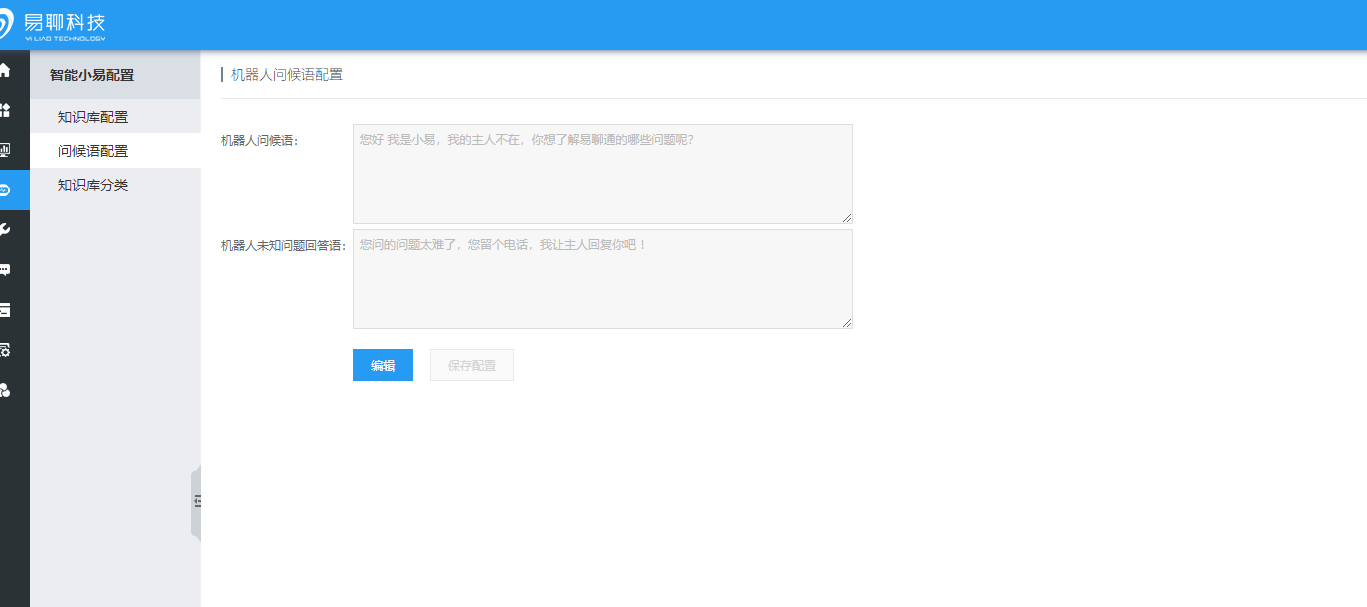 易聊科技
YI LIAO TECHNOLOGY
智能小易配置
知识库配置
问候语配置
知识库分类
机器人问候语配置
机器人问候语：
您好 我是小易，我的主人不在，你想了解易聊通的哪些问题呢？
机器人未知问题回答语：
您问的问题太难了，您留个电话，我让主人回复你吧！
编辑
保存配置